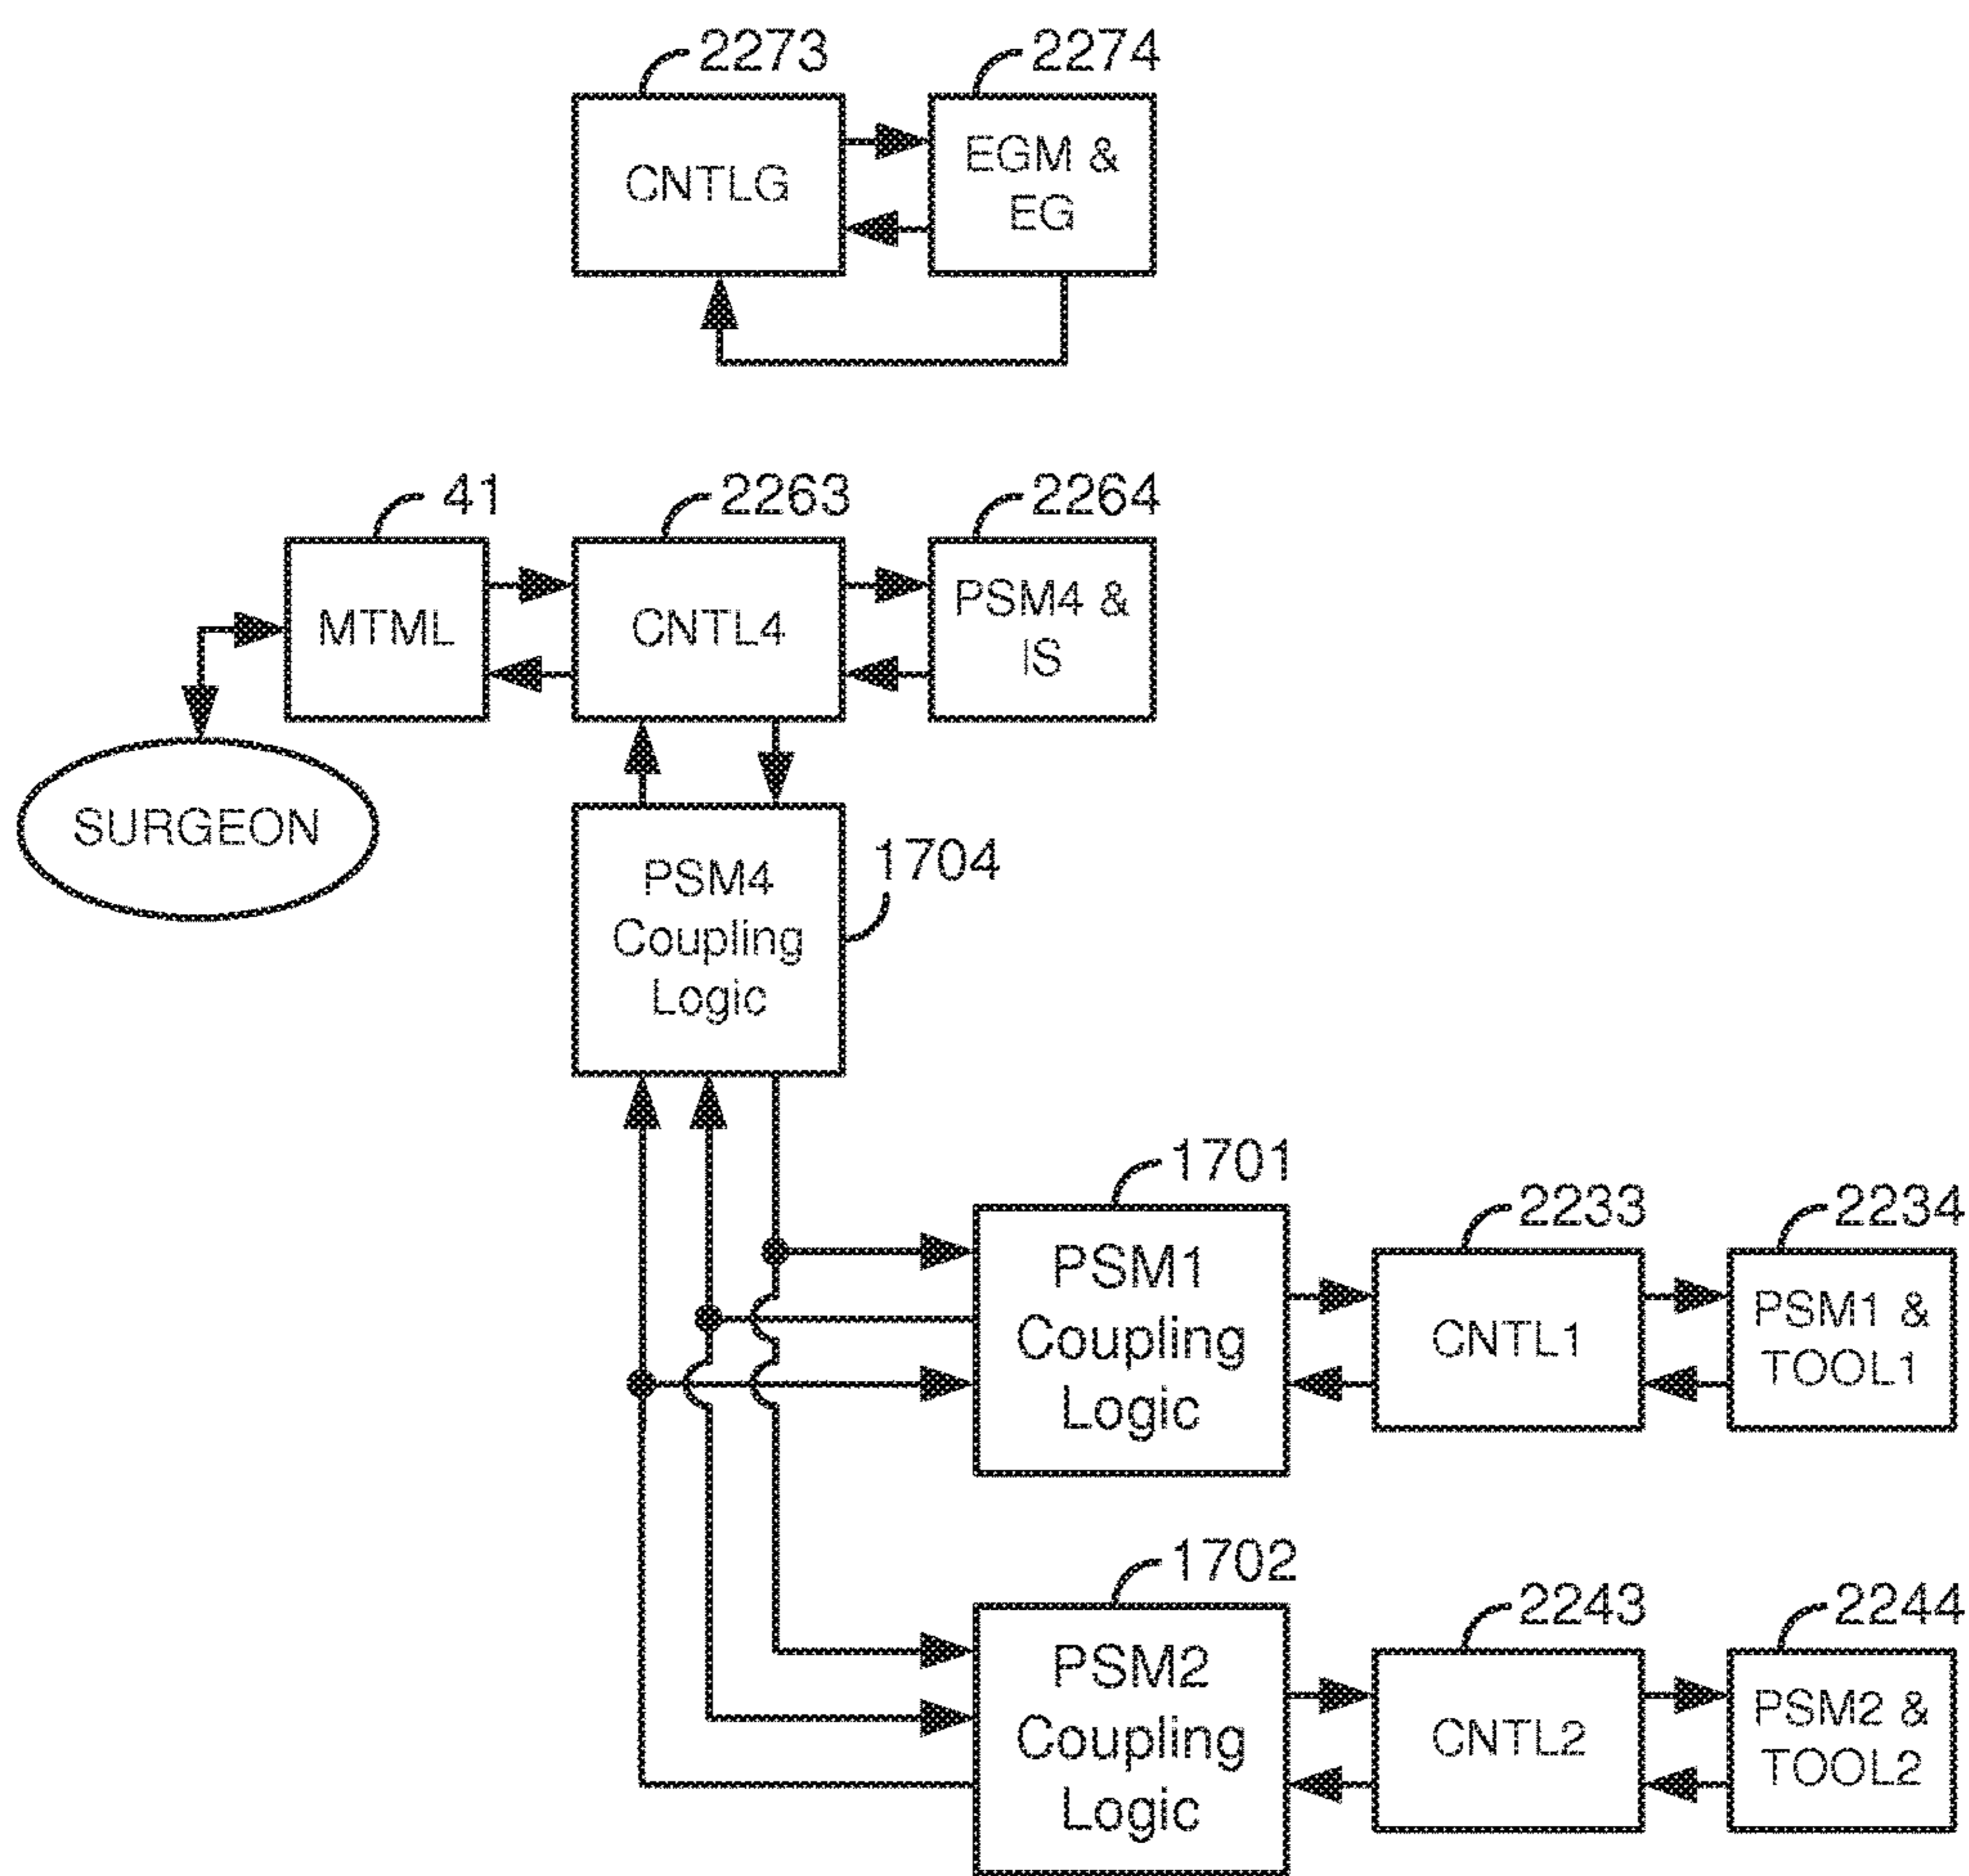 2273
2274
CNTLG
EGM &
EG
41
2263
2264
MTML
CNTL4
PSM4 &
IS
SURGEON
PSM4
Coupling
Logic
1704
1701
2233
2234
PSM1
Coupling
Logic
CNTL1
PSM1 &
TOOL1
1702
2243
2244
PSM2
Coupling
Logic
CNTL2
PSM2 &
TOOL2